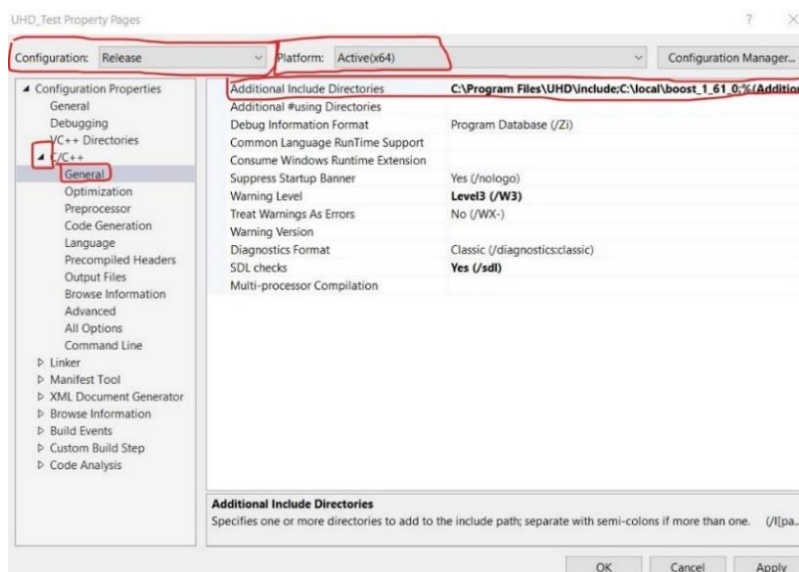 UHD_Test Property Pages
? ×
Configuration: Release Platform: Active(x64) Configuration Manager...
Configuration Properties
General
Debugging
VC++ Directories
C/C++
General
Optimization
Preprocessor
Code Generation
Language
Precompiled Headers
Output Files
Browse Information
Advanced
All Options
Command Line
Linker
Manifest Tool
XML Document Generator
Browse Information
Build Events
Custom Build Step
Code Analysis
Additional Include Directories C:\Program Files\UHD\include;C:\local\boost_1_61_0;%(Addition
Additional #using Directories
Debug Information Format Program Database (/Zi)
Common Language RunTime Support
Consume Windows Runtime Extension
Suppress Startup Banner Yes (/nologo)
Warning Level Level3 (/W3)
Treat Warnings As Errors No (/WX-)
Warning Version
Diagnostics Format Classic (/diagnostics:classic)
SDL checks Yes (/sdl)
Multi-processor Compilation
Additional Include Directories
Specifies one or more directories to add to the include path; separate with semi-colons if more than one. (/I[pa...
OK Cancel Apply